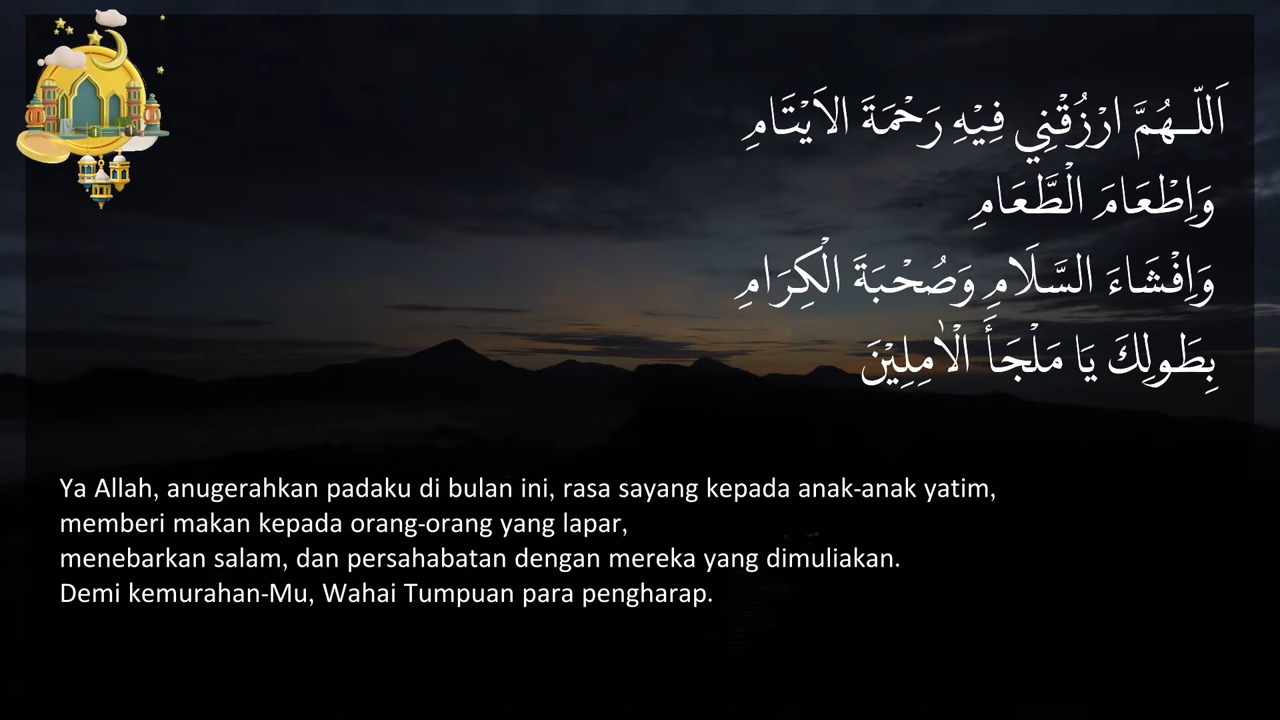 اَللّـهُمَّ ارْزُقْنِي فِيْهِ رَحْمَةَ الاَيْتَامِ
وَاِطْعَامَ الْطَّعَامِ
وَاِفْشَاءَ السَّلَامِ وَصُحْبَةَ الْكِرَامِ
بِطَولِكَ يَا مَلْجَأَ الْاٰمِلِيْنَ
Ya Allah, anugerahkan padaku di bulan ini, rasa sayang kepada anak-anak yatim,
memberi makan kepada orang-orang yang lapar,
menebarkan salam, dan persahabatan dengan mereka yang dimuliakan.
Demi kemurahan-Mu, Wahai Tumpuan para pengharap.